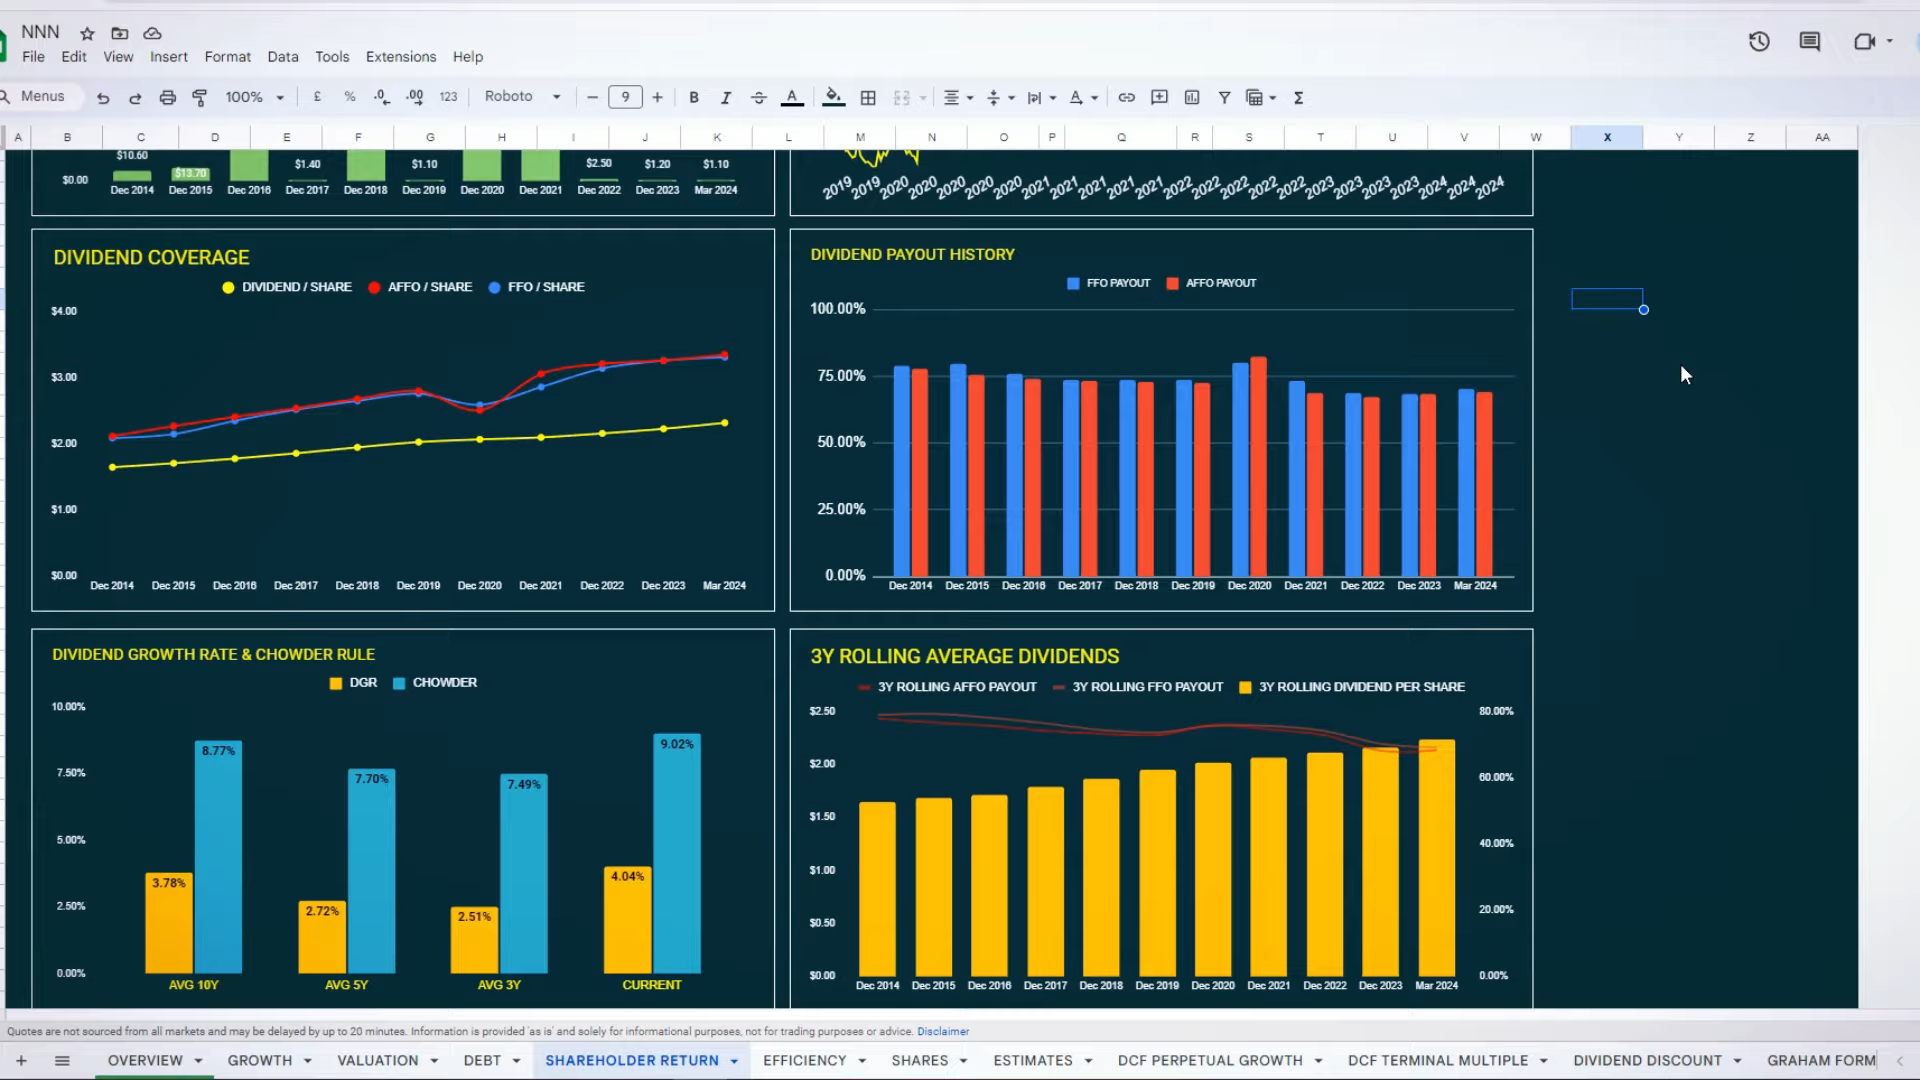 NNN
File Edit View Insert Format Data Tools Extensions Help
Menus 100% £ % .0 .00 123 Roboto 9 B I A
A B C D E F G H I J K L M N O P Q R S T U V W X Y Z AA
$10.60 $13.70 $1.40 $1.10 $2.50 $1.20 $1.10
$0.00
Dec 2014 Dec 2015 Dec 2016 Dec 2017 Dec 2018 Dec 2019 Dec 2020 Dec 2021 Dec 2022 Dec 2023 Mar 2024
2019 2019 2020 2020 2020 2020 2020 2021 2021 2021 2021 2021 2022 2022 2022 2022 2022 2023 2023 2023 2023 2024 2024 2024
DIVIDEND COVERAGE
DIVIDEND / SHARE AFFO / SHARE FFO / SHARE
$4.00
$3.00
$2.00
$1.00
$0.00
Dec 2014 Dec 2015 Dec 2016 Dec 2017 Dec 2018 Dec 2019 Dec 2020 Dec 2021 Dec 2022 Dec 2023 Mar 2024
DIVIDEND PAYOUT HISTORY
FFO PAYOUT AFFO PAYOUT
100.00%
75.00%
50.00%
25.00%
0.00%
Dec 2014 Dec 2015 Dec 2016 Dec 2017 Dec 2018 Dec 2019 Dec 2020 Dec 2021 Dec 2022 Dec 2023 Mar 2024
DIVIDEND GROWTH RATE & CHOWDER RULE
DGR CHOWDER
10.00%
7.50%
5.00%
2.50%
0.00%
3.78% 8.77% 2.72% 7.70% 2.51% 7.49% 4.04% 9.02%
AVG 10Y AVG 5Y AVG 3Y CURRENT
3Y ROLLING AVERAGE DIVIDENDS
3Y ROLLING AFFO PAYOUT 3Y ROLLING FFO PAYOUT 3Y ROLLING DIVIDEND PER SHARE
$2.50
$2.00
$1.50
$1.00
$0.50
$0.00
80.00%
60.00%
40.00%
20.00%
0.00%
Dec 2014 Dec 2015 Dec 2016 Dec 2017 Dec 2018 Dec 2019 Dec 2020 Dec 2021 Dec 2022 Dec 2023 Mar 2024
Quotes are not sourced from all markets and may be delayed by up to 20 minutes. Information is provided 'as is' and solely for informational purposes, not for trading purposes or advice. Disclaimer
OVERVIEW GROWTH VALUATION DEBT SHAREHOLDER RETURN EFFICIENCY SHARES ESTIMATES DCF PERPETUAL GROWTH DCF TERMINAL MULTIPLE DIVIDEND DISCOUNT GRAHAM FORM